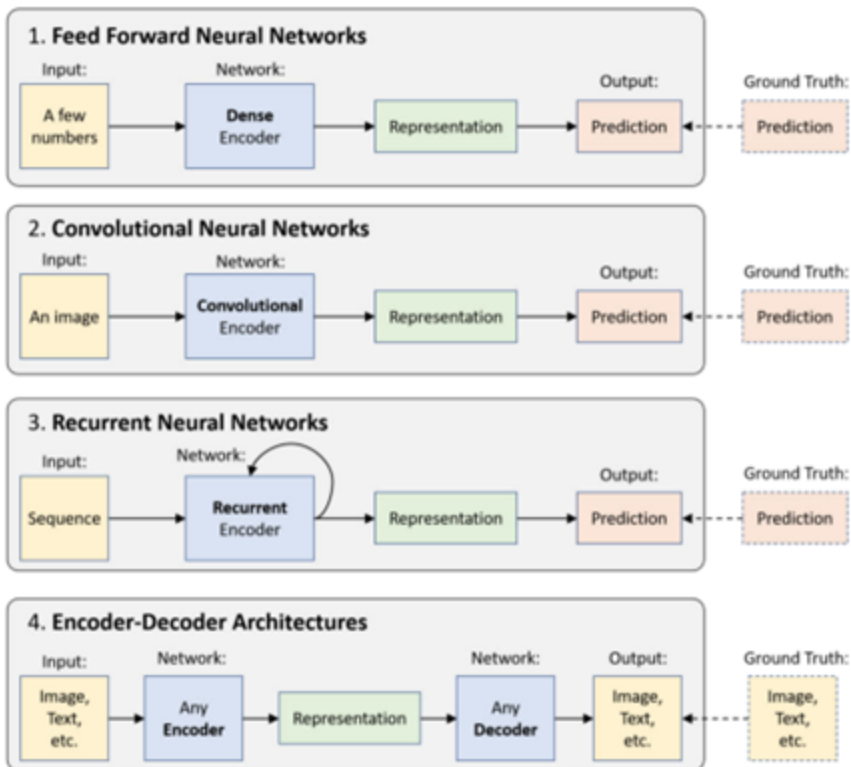 1. Feed Forward Neural Networks
Input:
Network:
Output:
Ground Truth:
A few
numbers
Dense
Encoder
Representation
Prediction
Prediction
2. Convolutional Neural Networks
Input:
Network:
Output:
Ground Truth:
An image
Convolutional
Encoder
Representation
Prediction
Prediction
3. Recurrent Neural Networks
Input:
Network:
Output:
Ground Truth:
Sequence
Recurrent
Encoder
Representation
Prediction
Prediction
4. Encoder-Decoder Architectures
Input:
Network:
Network:
Output:
Ground Truth:
Image,
Text,
etc.
Any
Encoder
Representation
Any
Decoder
Image,
Text,
etc.
Image,
Text,
etc.